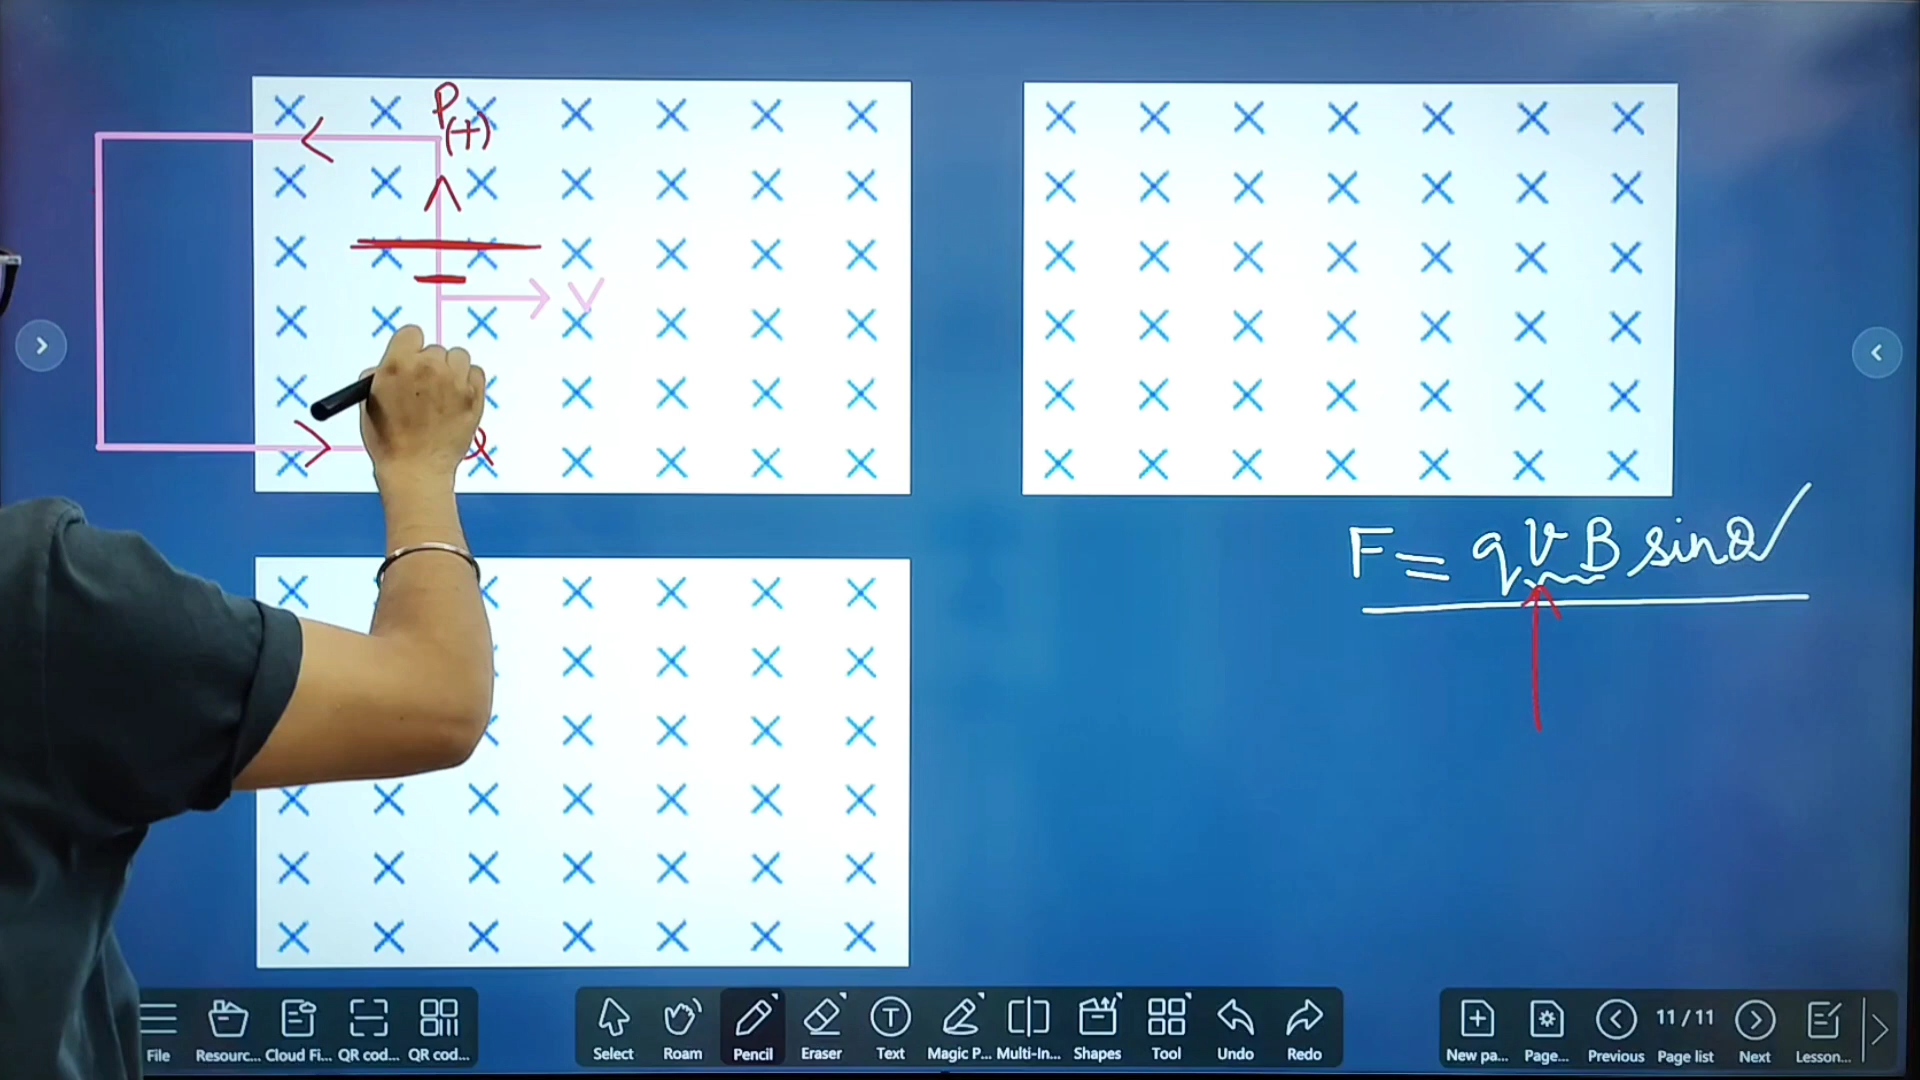 P
(+)
V
Q
F = qvB sinθ
File
Resourc...
Cloud Fi...
QR cod...
QR cod...
Select
Roam
Pencil
Eraser
Text
Magic P...
Multi-In...
Shapes
Tool
Undo
Redo
New pa...
Page...
Previous
11/11
Page list
Next
Lesson...